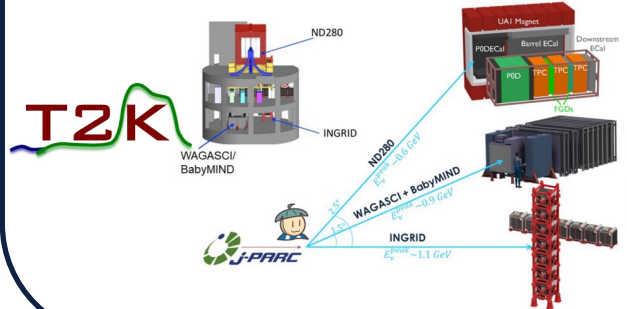 T2K
ND280
INGRID
WAGASCI/
BabyMIND
UA1 Magnet
P0DECal
Barrel ECal
Downstream
ECal
P0D
TPC
TPC
TPC
FGDs
ND280
E_ν^peak~0.6 GeV
WAGASCI + BabyMIND
E_ν^peak~0.9 GeV
INGRID
E_ν^peak~1.1 GeV
2.5°
1.5°
J-PARC